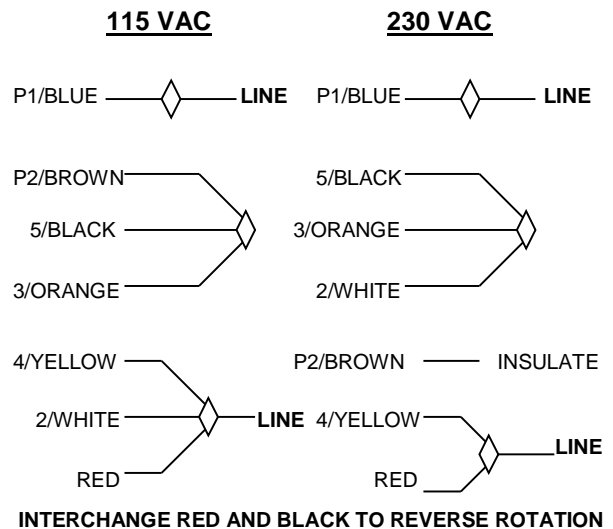 115 VAC
P1/BLUE LINE
P2/BROWN
5/BLACK
3/ORANGE
4/YELLOW
2/WHITE LINE
RED
230 VAC
P1/BLUE LINE
5/BLACK
3/ORANGE
2/WHITE
P2/BROWN INSULATE
4/YELLOW
LINE
RED
INTERCHANGE RED AND BLACK TO REVERSE ROTATION